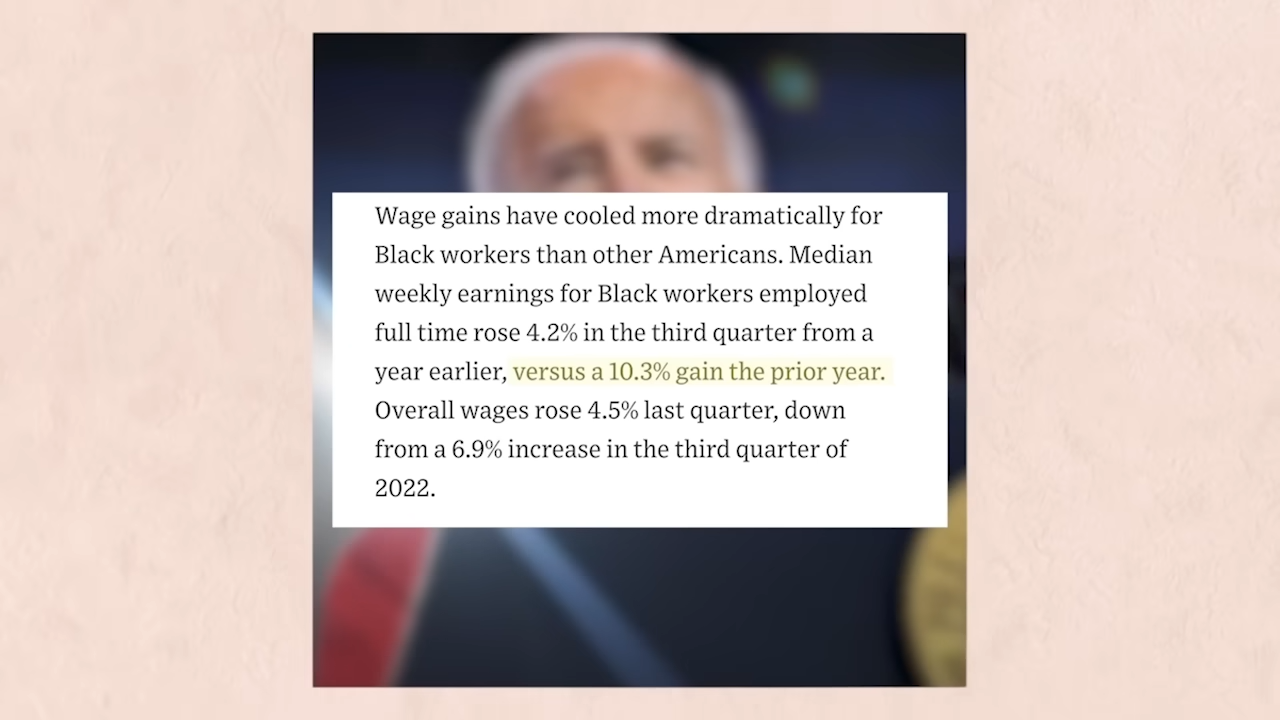 Wage gains have cooled more dramatically for
Black workers than other Americans. Median
weekly earnings for Black workers employed
full time rose 4.2% in the third quarter from a
year earlier, versus a 10.3% gain the prior year.
Overall wages rose 4.5% last quarter, down
from a 6.9% increase in the third quarter of
2022.